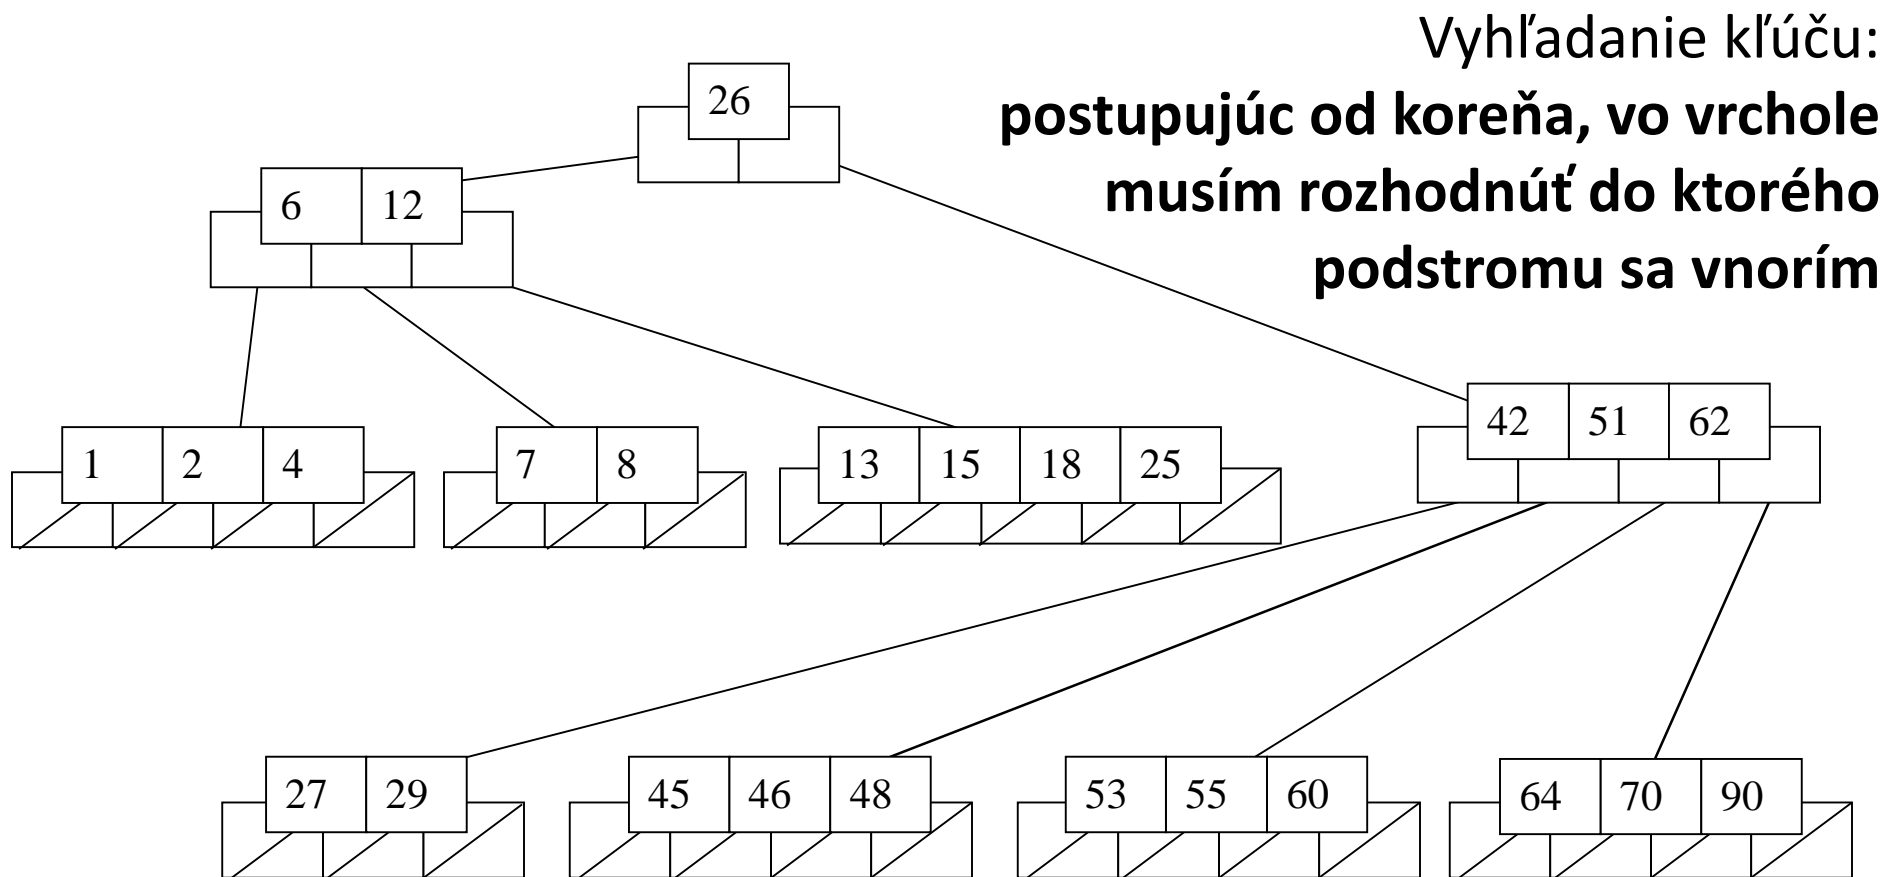 Vyhľadanie kľúču:
postupujúc od koreňa, vo vrchole
musím rozhodnúť do ktorého
podstromu sa vnorím
26
6 12
42 51 62
1 2 4
7 8
13 15 18 25
27 29
45 46 48
53 55 60
64 70 90